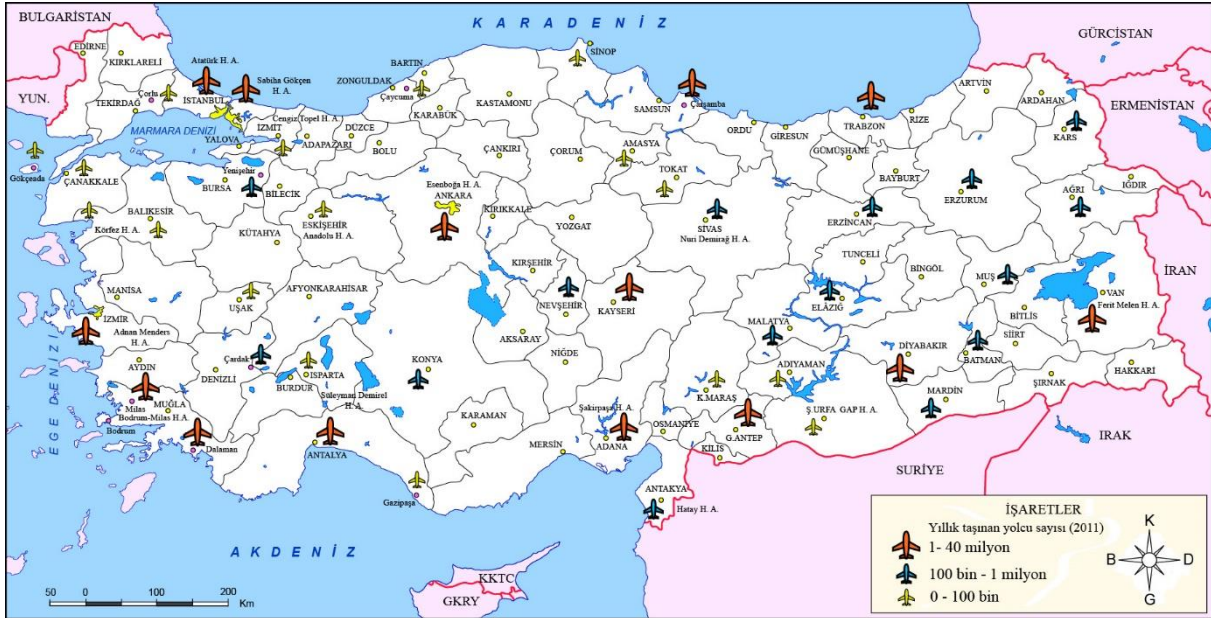 BULGARİSTAN
K A R A D E N İ Z
GÜRCİSTAN
EDİRNE
KIRKLARELİ
Atatürk H. A.
Sabiha Gökçen
H. A.
BARTIN
SİNOP
ZONGULDAK
Çaycuma
KASTAMONU
ARTVİN
ARDAHAN
YUN.
TEKİRDAĞ
Çorlu
İSTANBUL
KARABÜK
SAMSUN
Çarşamba
ERMENİSTAN
MARMARA DENİZİ
Cengiz Topel H. A.
İZMİT
YALOVA
ADAPAZARI
DÜZCE
BOLU
ÇANKIRI
ÇORUM
AMASYA
ORDU
GİRESUN
TRABZON
RİZE
KARS
Gökçeada
ÇANAKKALE
Yenişehir
BURSA
BİLECİK
TOKAT
GÜMÜŞHANE
BAYBURT
ERZURUM
AĞRI
IĞDIR
Esenboğa H. A.
ANKARA
KIRIKKALE
BALIKESİR
Körfez H. A.
ESKİŞEHİR
Anadolu H. A.
KÜTAHYA
YOZGAT
SİVAS
Nuri Demirağ H. A.
ERZİNCAN
TUNCELİ
BİNGÖL
MUŞ
İRAN
KIRŞEHİR
NEVŞEHİR
KAYSERİ
MANİSA
UŞAK
AFYONKARAHİSAR
ELÂZIĞ
BİTLİS
VAN
Ferit Melen H. A.
İZMİR
Adnan Menders
H. A.
AKSARAY
NİĞDE
MALATYA
SİİRT
BATMAN
DİYABAKIR
EGE DENİZİ
AYDIN
Çardak
DENİZLİ
BURDUR
ISPARTA
Süleyman Demirel
H. A.
KONYA
K.MARAŞ
ADIYAMAN
MARDİN
ŞIRNAK
HAKKARİ
Milas
MUĞLA
Bodrum-Milas H.A.
Bodrum
Dalaman
ANTALYA
KARAMAN
MERSİN
Şakirpaşa H. A.
ADANA
OSMANİYE
G.ANTEP
KİLİS
Ş.URFA GAP H. A.
IRAK
Gazipaşa
ANTAKYA
Hatay H. A.
SURİYE
A K D E N İ Z
KKTC
GKRY
50 0 100 200
Km
İŞARETLER
Yıllık taşınan yolcu sayısı (2011)
1- 40 milyon
100 bin - 1 milyon
0 - 100 bin
K
B D
G